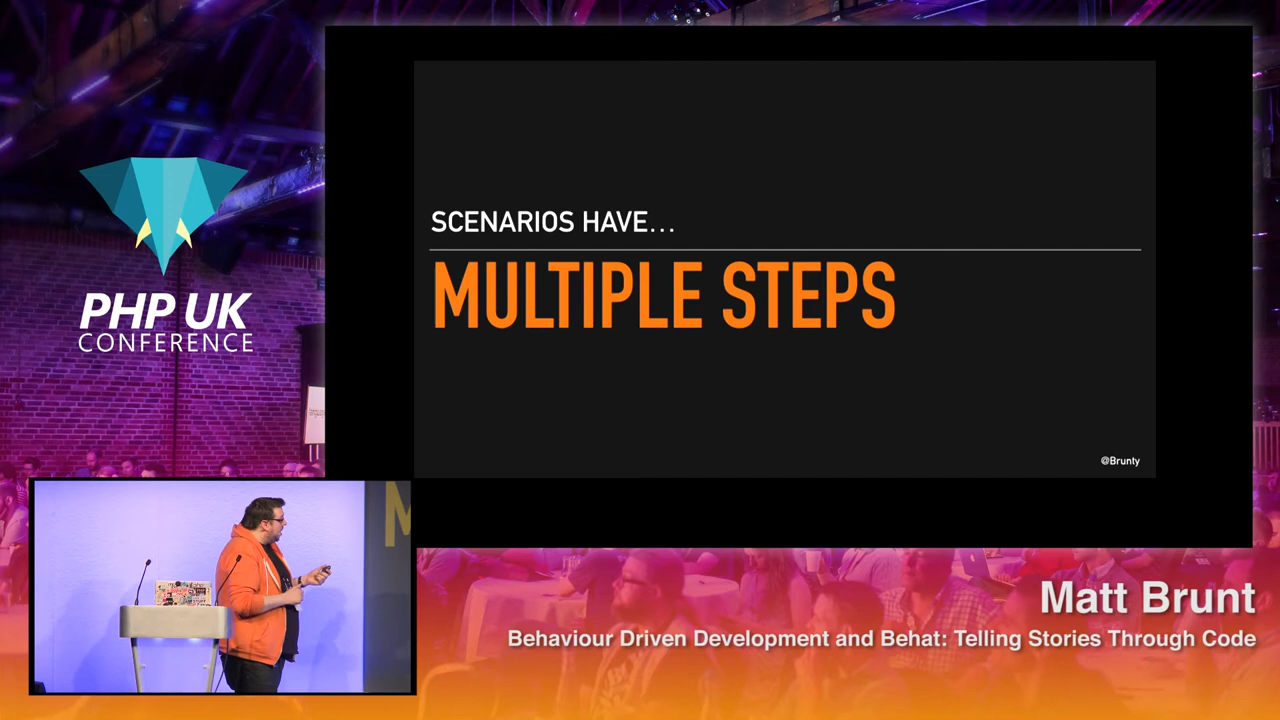 SCENARIOS HAVE...
MULTIPLE STEPS
@Brunty
PHP UK
CONFERENCE
Matt Brunt
Behaviour Driven Development and Behat: Telling Stories Through Code